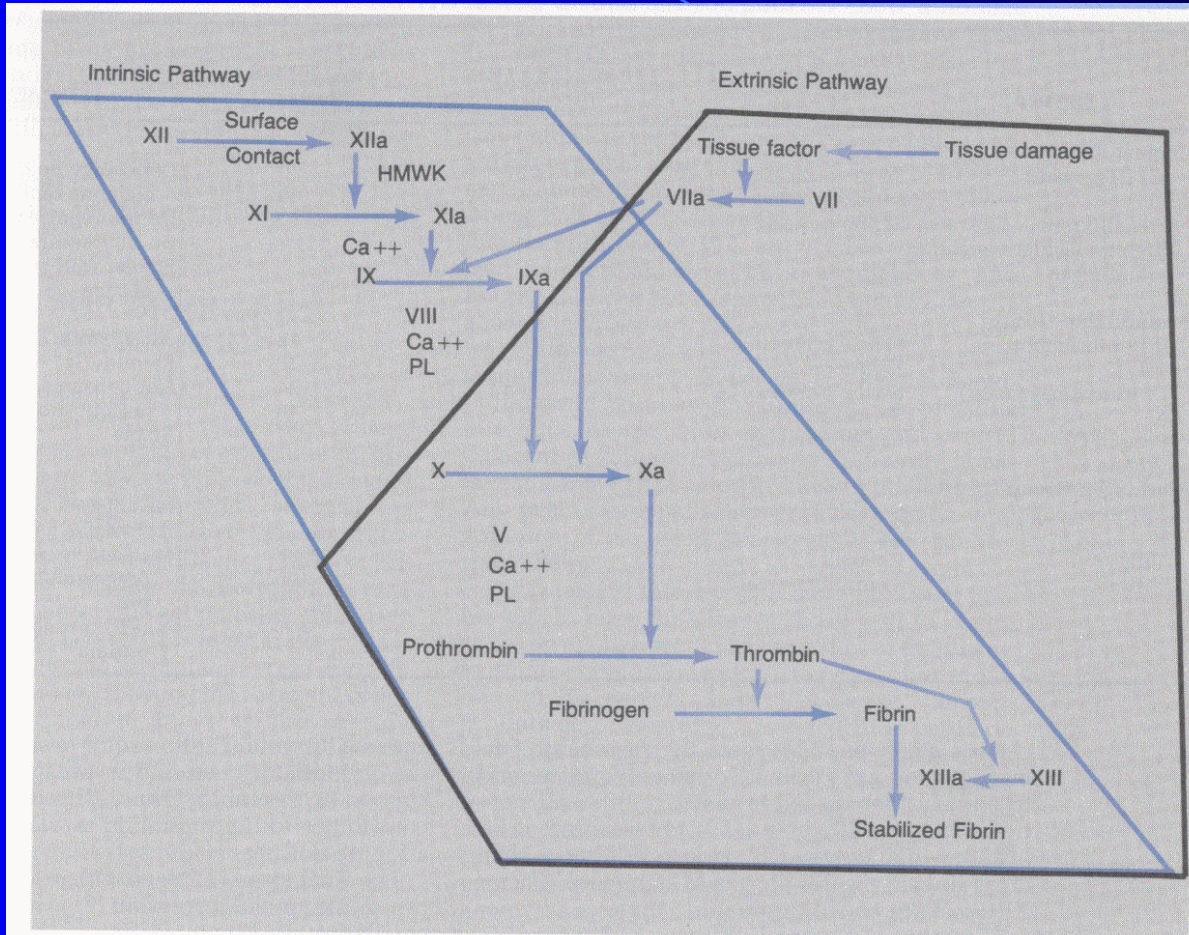 Intrinsic Pathway
Extrinsic Pathway
XII
Surface
Contact
XIIa
HMWK
XI
XIa
Ca ++
IX
IXa
VIII
Ca ++
PL
Tissue factor
Tissue damage
VIIa
VII
X
Xa
V
Ca ++
PL
Prothrombin
Thrombin
Fibrinogen
Fibrin
XIIIa
XIII
Stabilized Fibrin